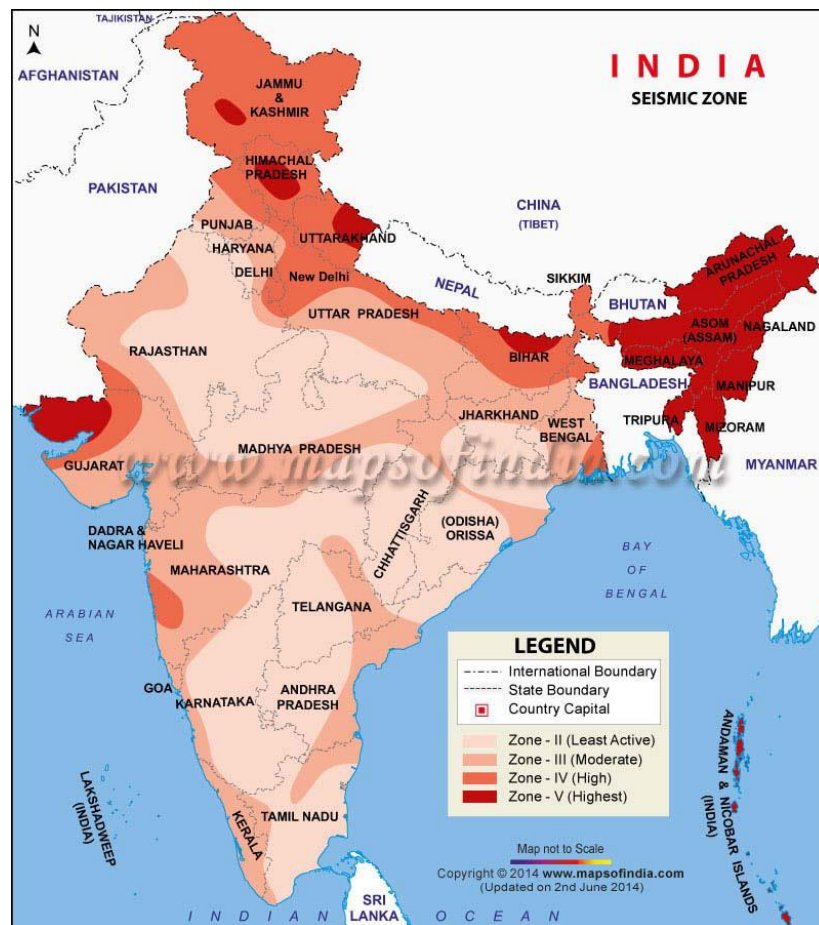 TAJIKISTAN
N
AFGHANISTAN
INDIA
SEISMIC ZONE
JAMMU
&
KASHMIR
HIMACHAL
PRADESH
PAKISTAN
CHINA
(TIBET)
PUNJAB
UTTARAKHAND
HARYANA
DELHI
New Delhi
NEPAL
SIKKIM
ARUNACHAL
PRADESH
BHUTAN
UTTAR PRADESH
ASOM
(ASSAM)
NAGALAND
RAJASTHAN
BIHAR
MEGHALAYA
BANGLADESH
MANIPUR
JHARKHAND
WEST
BENGAL
TRIPURA
MIZORAM
MADHYA PRADESH
www.mapsofindia.com
GUJARAT
MYANMAR
CHHATTISGARH
(ODISHA)
ORISSA
DADRA &
NAGAR HAVELI
MAHARASHTRA
BAY
OF
BENGAL
ARABIAN
SEA
TELANGANA
GOA
KARNATAKA
ANDHRA
PRADESH
LEGEND
International Boundary
State Boundary
Country Capital
Zone - II (Least Active)
Zone - III (Moderate)
Zone - IV (High)
Zone - V (Highest)
ANDAMAN & NICOBAR ISLANDS
(INDIA)
LAKSHADWEEP
(INDIA)
KERALA
TAMIL NADU
Map not to Scale
Copyright © 2014 www.mapsofindia.com
(Updated on 2nd June 2014)
SRI
LANKA
INDIAN OCEAN